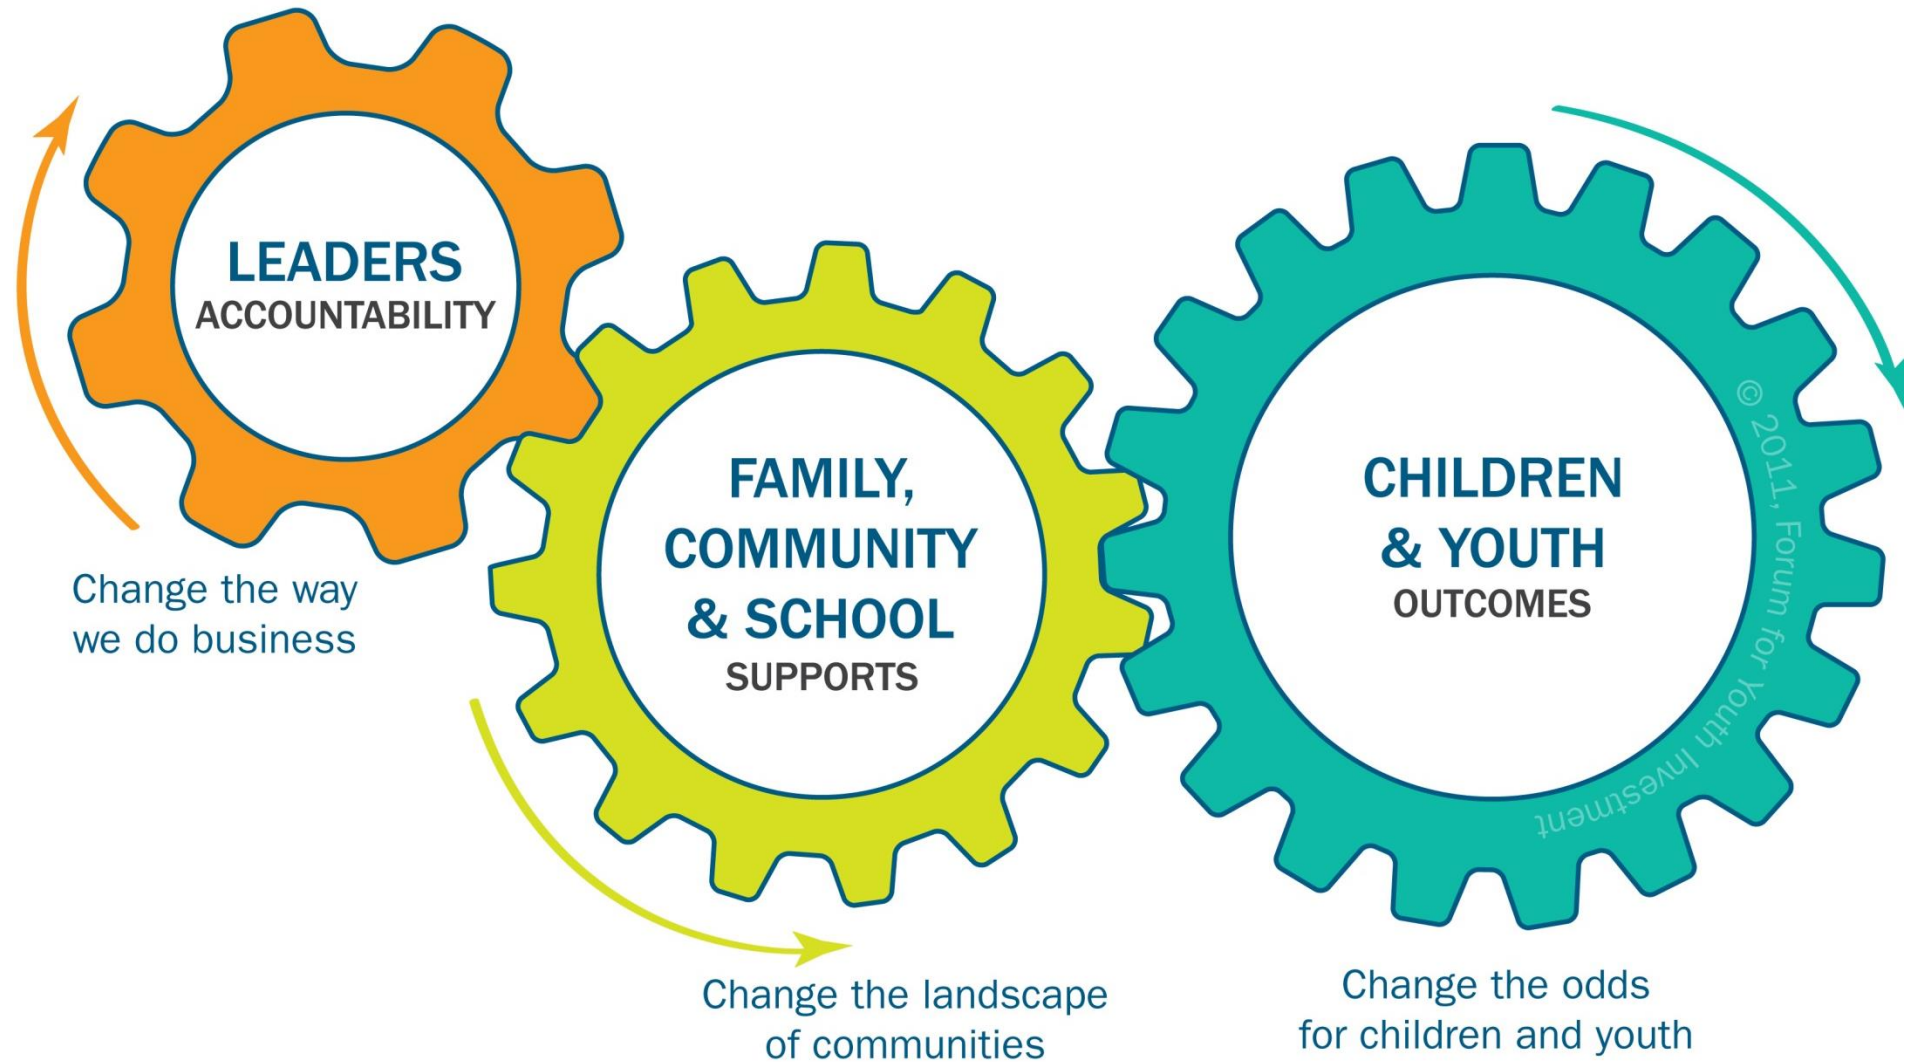 LEADERS
ACCOUNTABILITY
Change the way
we do business
FAMILY,
COMMUNITY
& SCHOOL
SUPPORTS
Change the landscape
of communities
CHILDREN
& YOUTH
OUTCOMES
© 2011, Forum for Youth Investment
Change the odds
for children and youth